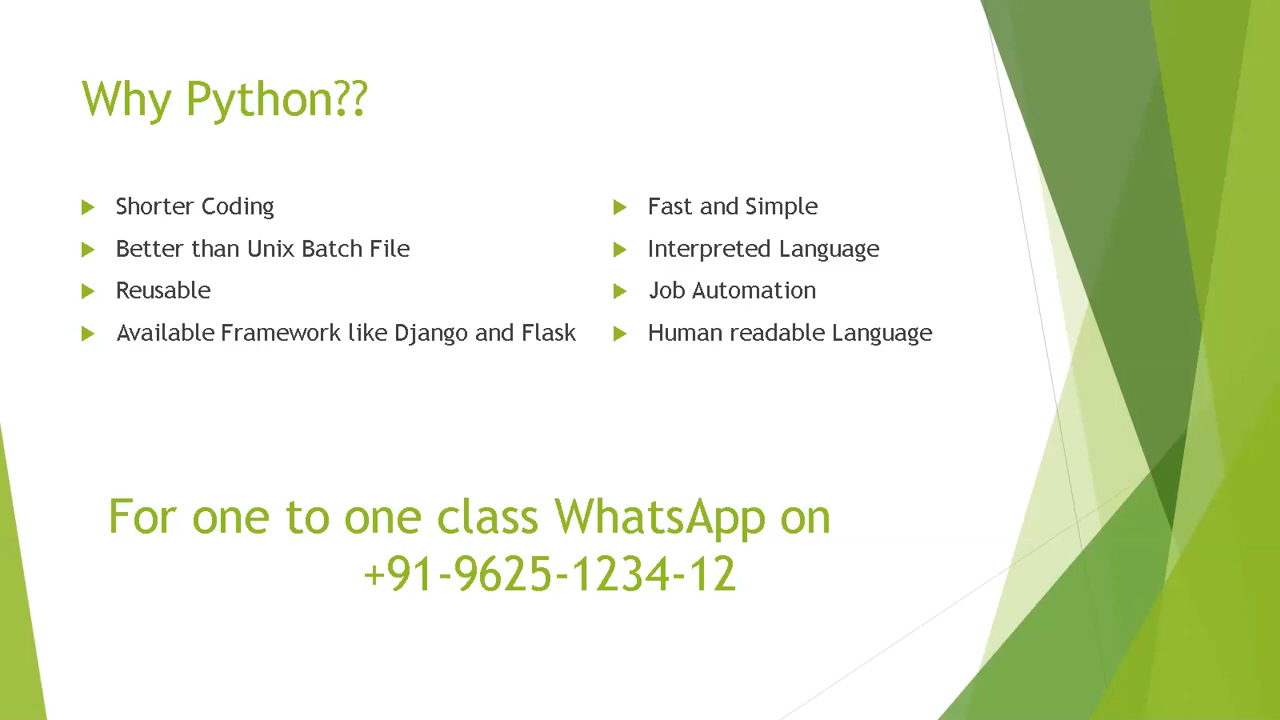 Why Python??
Shorter Coding
Better than Unix Batch File
Reusable
Available Framework like Django and Flask
Fast and Simple
Interpreted Language
Job Automation
Human readable Language
For one to one class WhatsApp on
+91-9625-1234-12